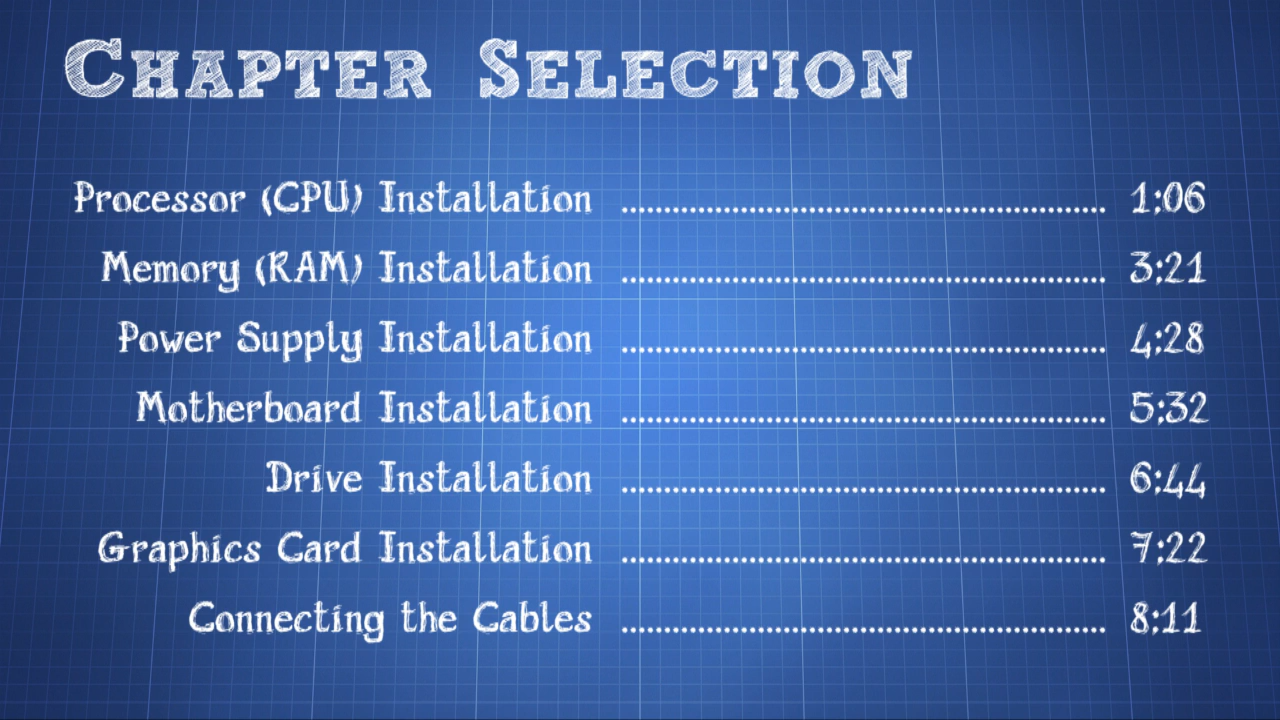 Chapter Selection
Processor (CPU) Installation ........................................................ 1:06
Memory (RAM) Installation ........................................................ 3:21
Power Supply Installation ........................................................ 4:28
Motherboard Installation ........................................................ 5:32
Drive Installation ........................................................ 6:44
Graphics Card Installation ........................................................ 7:22
Connecting the Cables ........................................................ 8:11